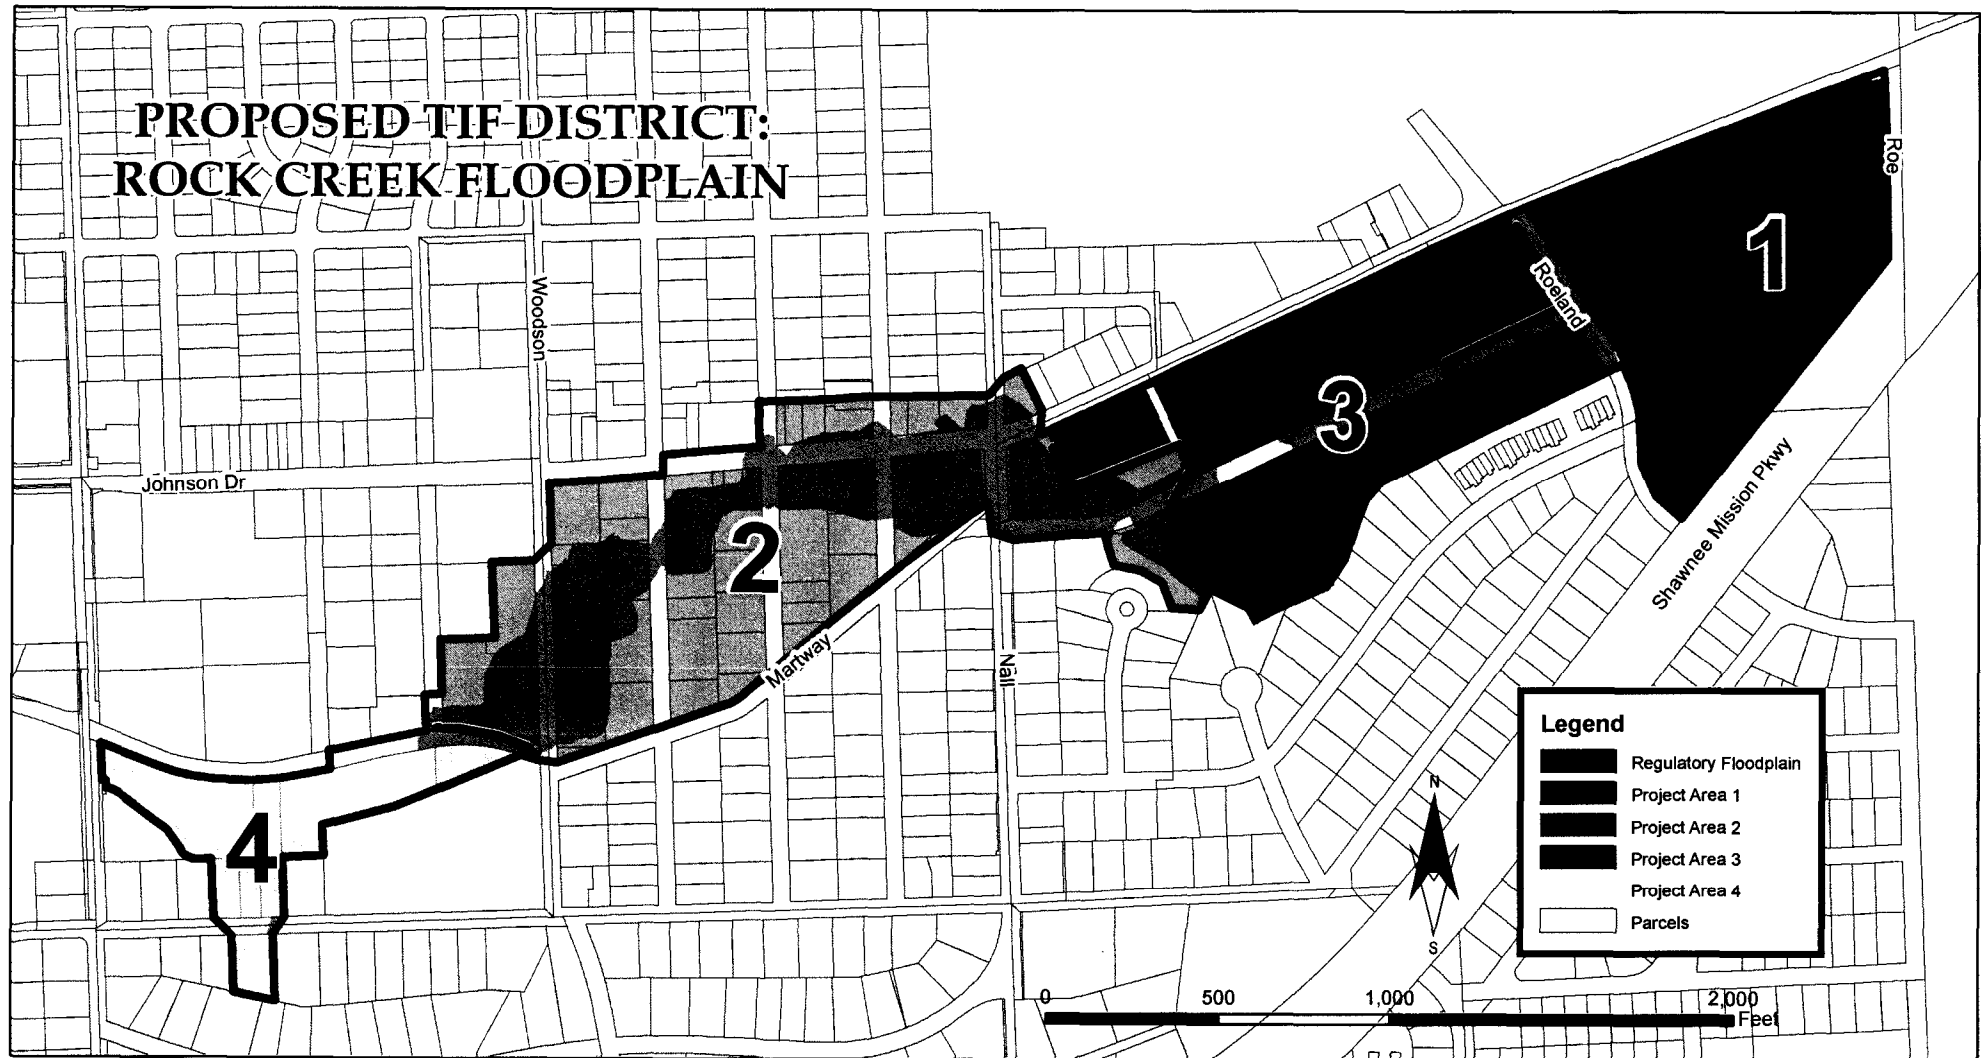 PROPOSED TIF DISTRICT:
ROCK CREEK FLOODPLAIN
Roe
1
Roeland
Woodson
3
Johnson Dr
2
Shawnee Mission Pkwy
Martway
Nall
4
Legend
Regulatory Floodplain
Project Area 1
Project Area 2
Project Area 3
Project Area 4
Parcels
N
S
0 500 1,000 2,000
Feet